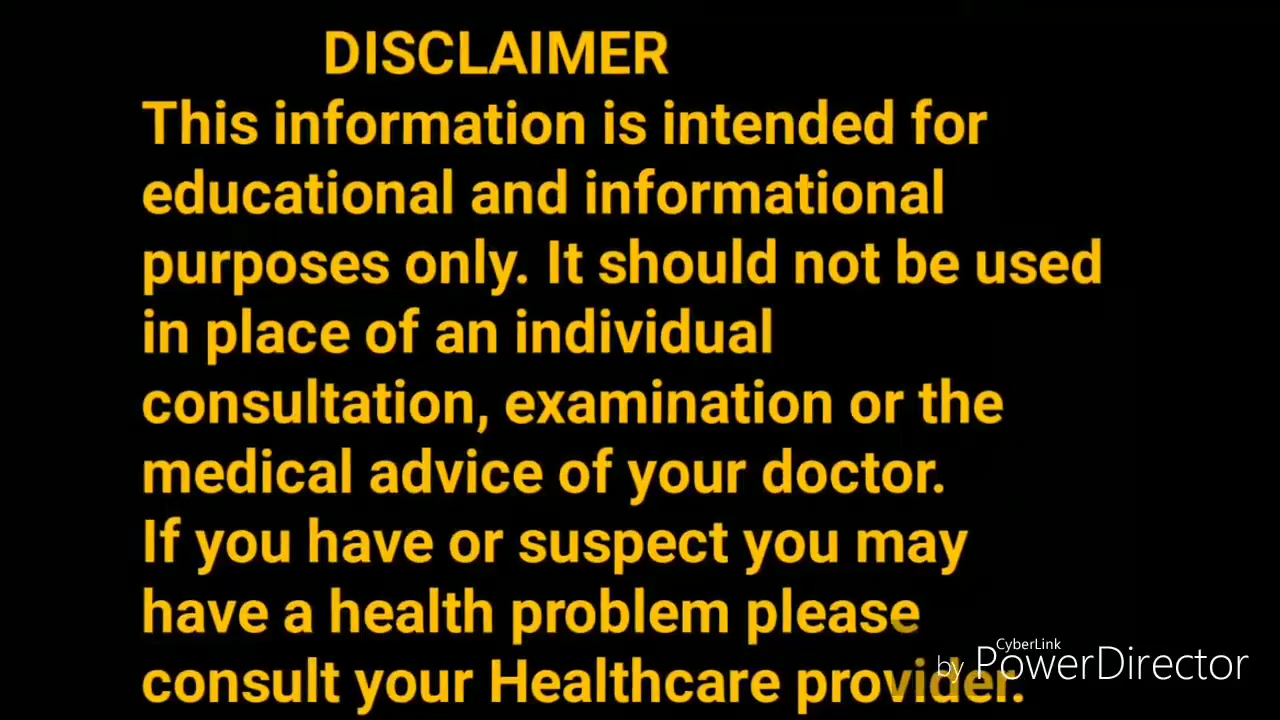 DISCLAIMER
This information is intended for
educational and informational
purposes only. It should not be used
in place of an individual
consultation, examination or the
medical advice of your doctor.
If you have or suspect you may
have a health problem please
consult your Healthcare provider.
CyberLink
by PowerDirector